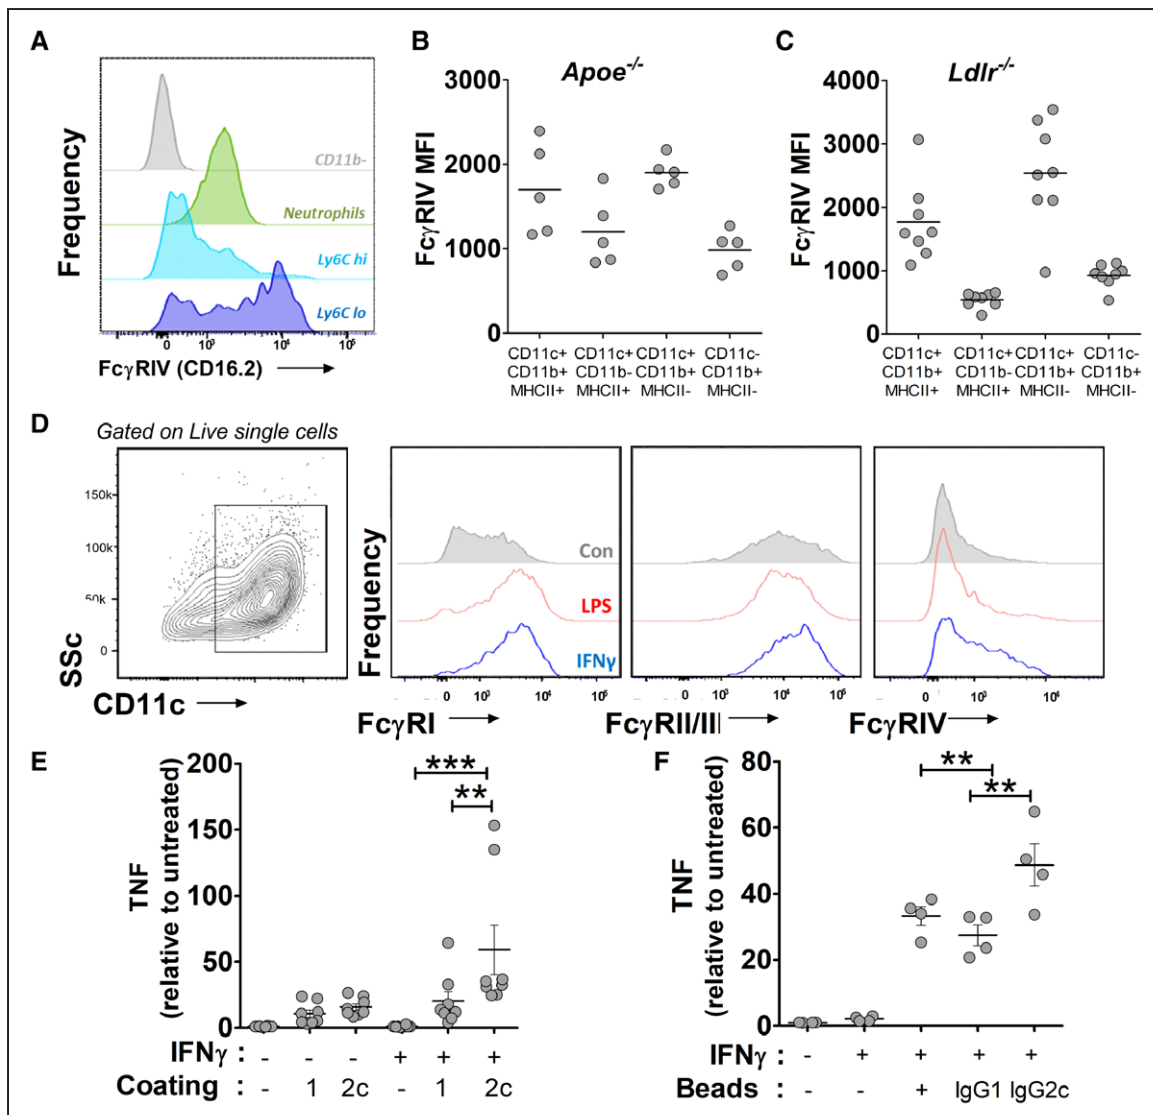 A
Frequency
CD11b-
Neutrophils
Ly6C hi
Ly6C lo
0 10³ 10⁴ 10⁵
FcγRIV (CD16.2)
B
Apoe-/-
FcγRIV MFI
3000
2000
1000
0
CD11c+ CD11c+ CD11c+ CD11c-
CD11b+ CD11b- CD11b+ CD11b+
MHCII+ MHCII+ MHCII- MHCII-
C
Ldlr-/-
FcγRIV MFI
4000
3000
2000
1000
0
CD11c+ CD11c+ CD11c+ CD11c-
CD11b+ CD11b- CD11b+ CD11b+
MHCII+ MHCII+ MHCII- MHCII-
D
Gated on Live single cells
SSc
150k
100k
50k
0
CD11c
Frequency
Con
LPS
IFNγ
0 10³ 10⁴ 10⁵
FcγRI
0 10³ 10⁴ 10⁵
FcγRII/III
0 10³ 10⁴ 10⁵
FcγRIV
E
TNF
(relative to untreated)
200
150
100
50
0
***
**
IFNγ : - - - + + +
Coating : - 1 2c - 1 2c
F
TNF
(relative to untreated)
80
60
40
20
0
**
**
IFNγ : - + + + +
Beads : - - + IgG1 IgG2c